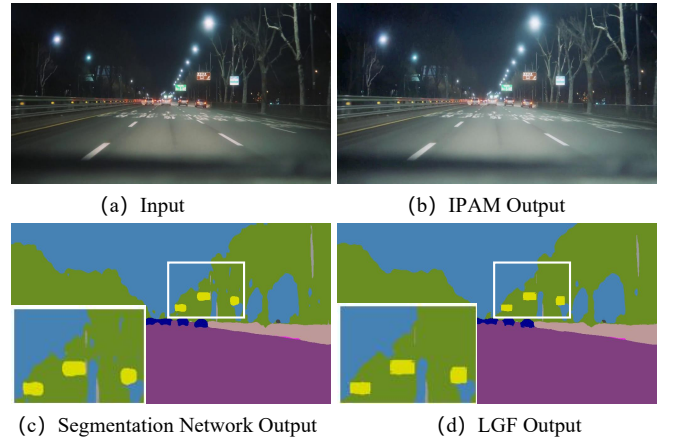 (a) Input
(b) IPAM Output
(c) Segmentation Network Output
(d) LGF Output